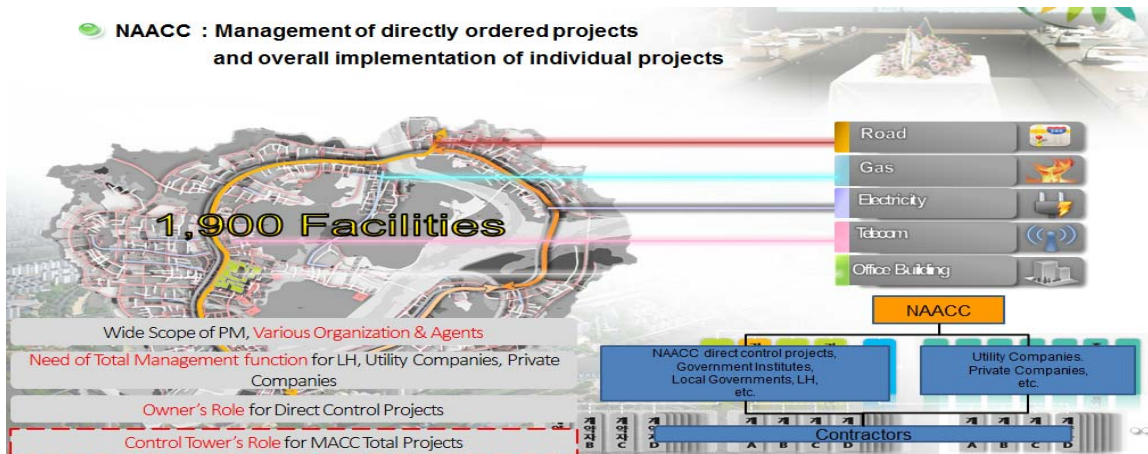 NAACC : Management of directly ordered projects
and overall implementation of individual projects
Road
Gas
Electricity
1,900 Facilities
Telecom
Office Building
NAACC
Wide Scope of PM, Various Organization & Agents
Need of Total Management function for LH, Utility Companies, Private
Companies
Owner's Role for Direct Control Projects
Control Tower's Role for MACC Total Projects
NAACC direct control projects,
Government Institutes,
Local Governments, LH,
etc.
Utility Companies.
Private Companies,
etc.
Contractors
B C D A B C D A B C D